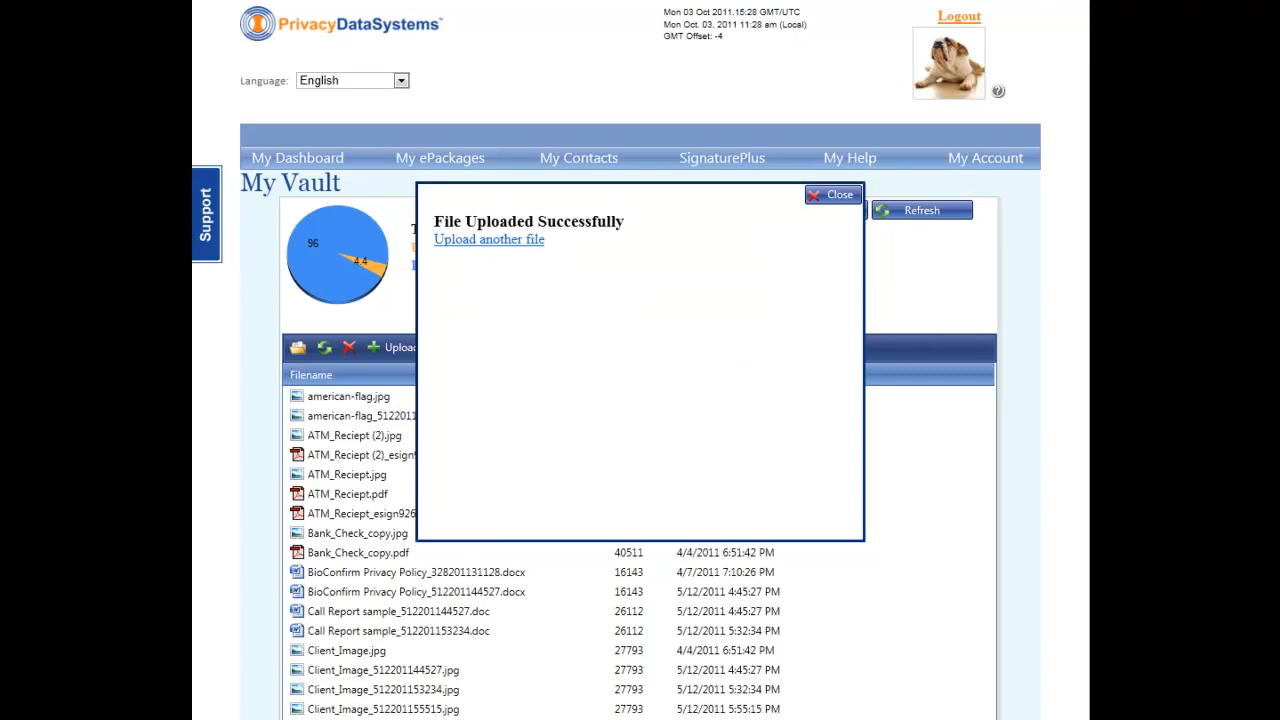 PrivacyDataSystems™
Mon 03 Oct 2011.15:28 GMT/UTC
Mon Oct. 03, 2011 11:28 am (Local)
GMT Offset: -4
Logout
Language: English
?
My Dashboard My ePackages My Contacts SignaturePlus My Help My Account
Support
My Vault
Close
Refresh
File Uploaded Successfully
Upload another file
96
4.4
Filename
american-flag.jpg
american-flag_5122011
ATM_Reciept (2).jpg
ATM_Reciept (2)_esign
ATM_Reciept.jpg
ATM_Reciept.pdf
ATM_Reciept_esign926
Bank_Check_copy.jpg
Bank_Check_copy.pdf 40511 4/4/2011 6:51:42 PM
BioConfirm Privacy Policy_328201131128.docx 16143 4/7/2011 7:10:26 PM
BioConfirm Privacy Policy_512201144527.docx 16143 5/12/2011 4:45:27 PM
Call Report sample_512201144527.doc 26112 5/12/2011 4:45:27 PM
Call Report sample_512201153234.doc 26112 5/12/2011 5:32:34 PM
Client_Image.jpg 27793 4/4/2011 6:51:42 PM
Client_Image_512201144527.jpg 27793 5/12/2011 4:45:27 PM
Client_Image_512201153234.jpg 27793 5/12/2011 5:32:34 PM
Client_Image_512201155515.jpg 27793 5/12/2011 5:55:15 PM